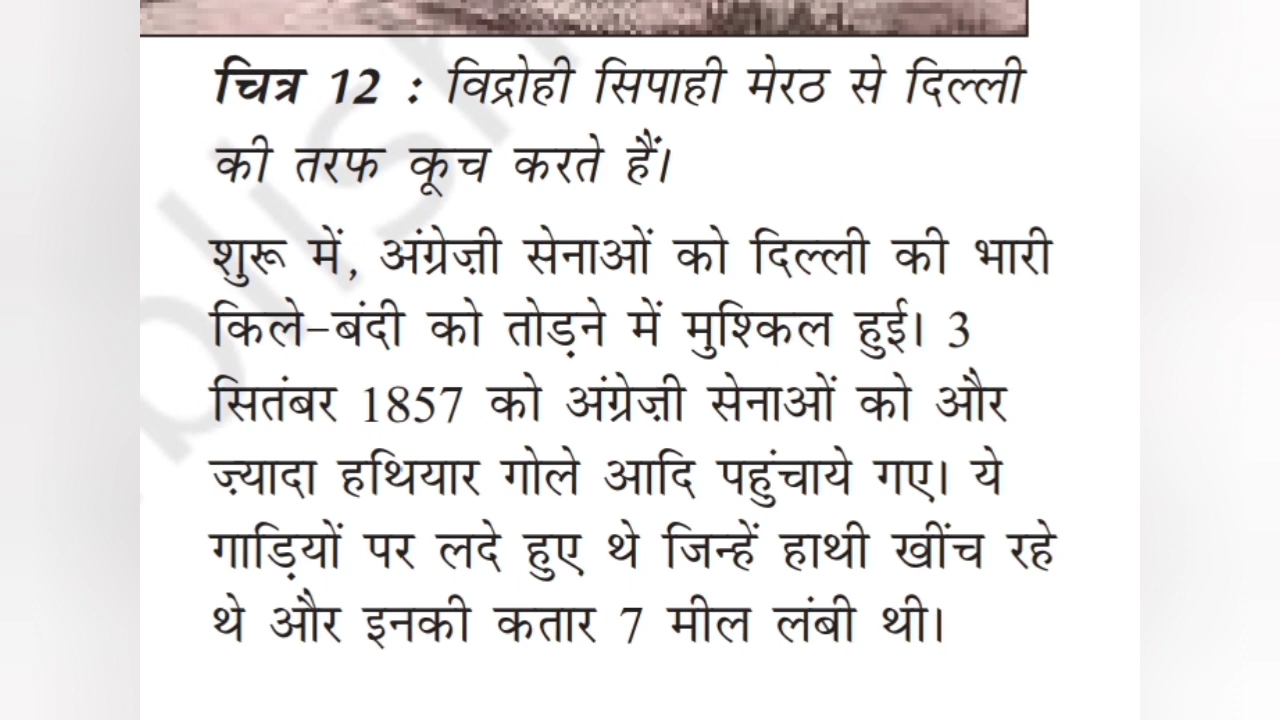 चित्र 12 : विद्रोही सिपाही मेरठ से दिल्ली
की तरफ कूच करते हैं।
शुरू में, अंग्रेज़ी सेनाओं को दिल्ली की भारी
किले-बंदी को तोड़ने में मुश्किल हुई। 3
सितंबर 1857 को अंग्रेज़ी सेनाओं को और
ज़्यादा हथियार गोले आदि पहुंचाये गए। ये
गाड़ियों पर लदे हुए थे जिन्हें हाथी खींच रहे
थे और इनकी कतार 7 मील लंबी थी।